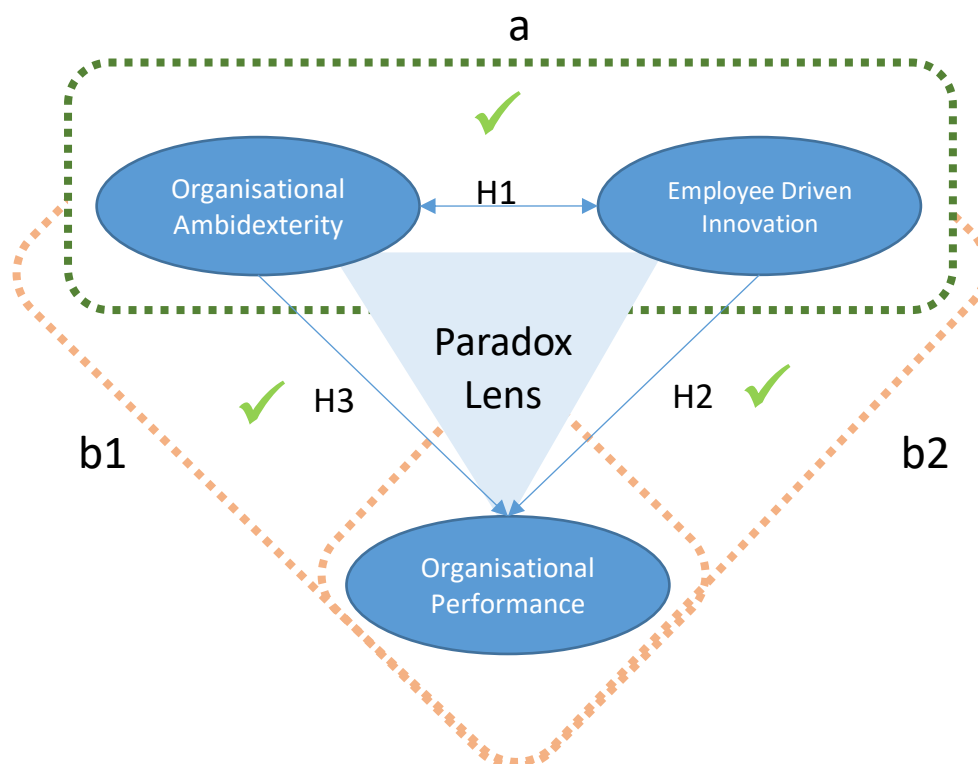 a
Organisational
Ambidexterity
H1
Employee Driven
Innovation
Paradox
Lens
H3
H2
b1
b2
Organisational
Performance